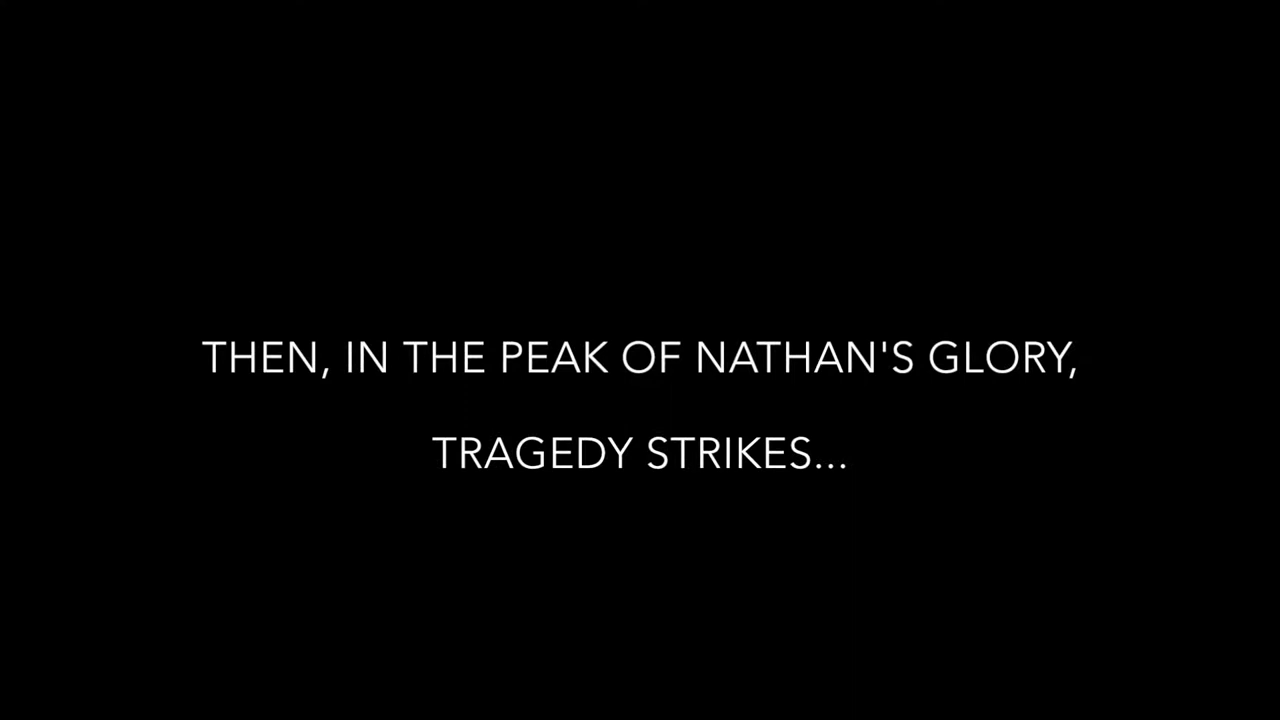 THEN, IN THE PEAK OF NATHAN'S GLORY,
TRAGEDY STRIKES...